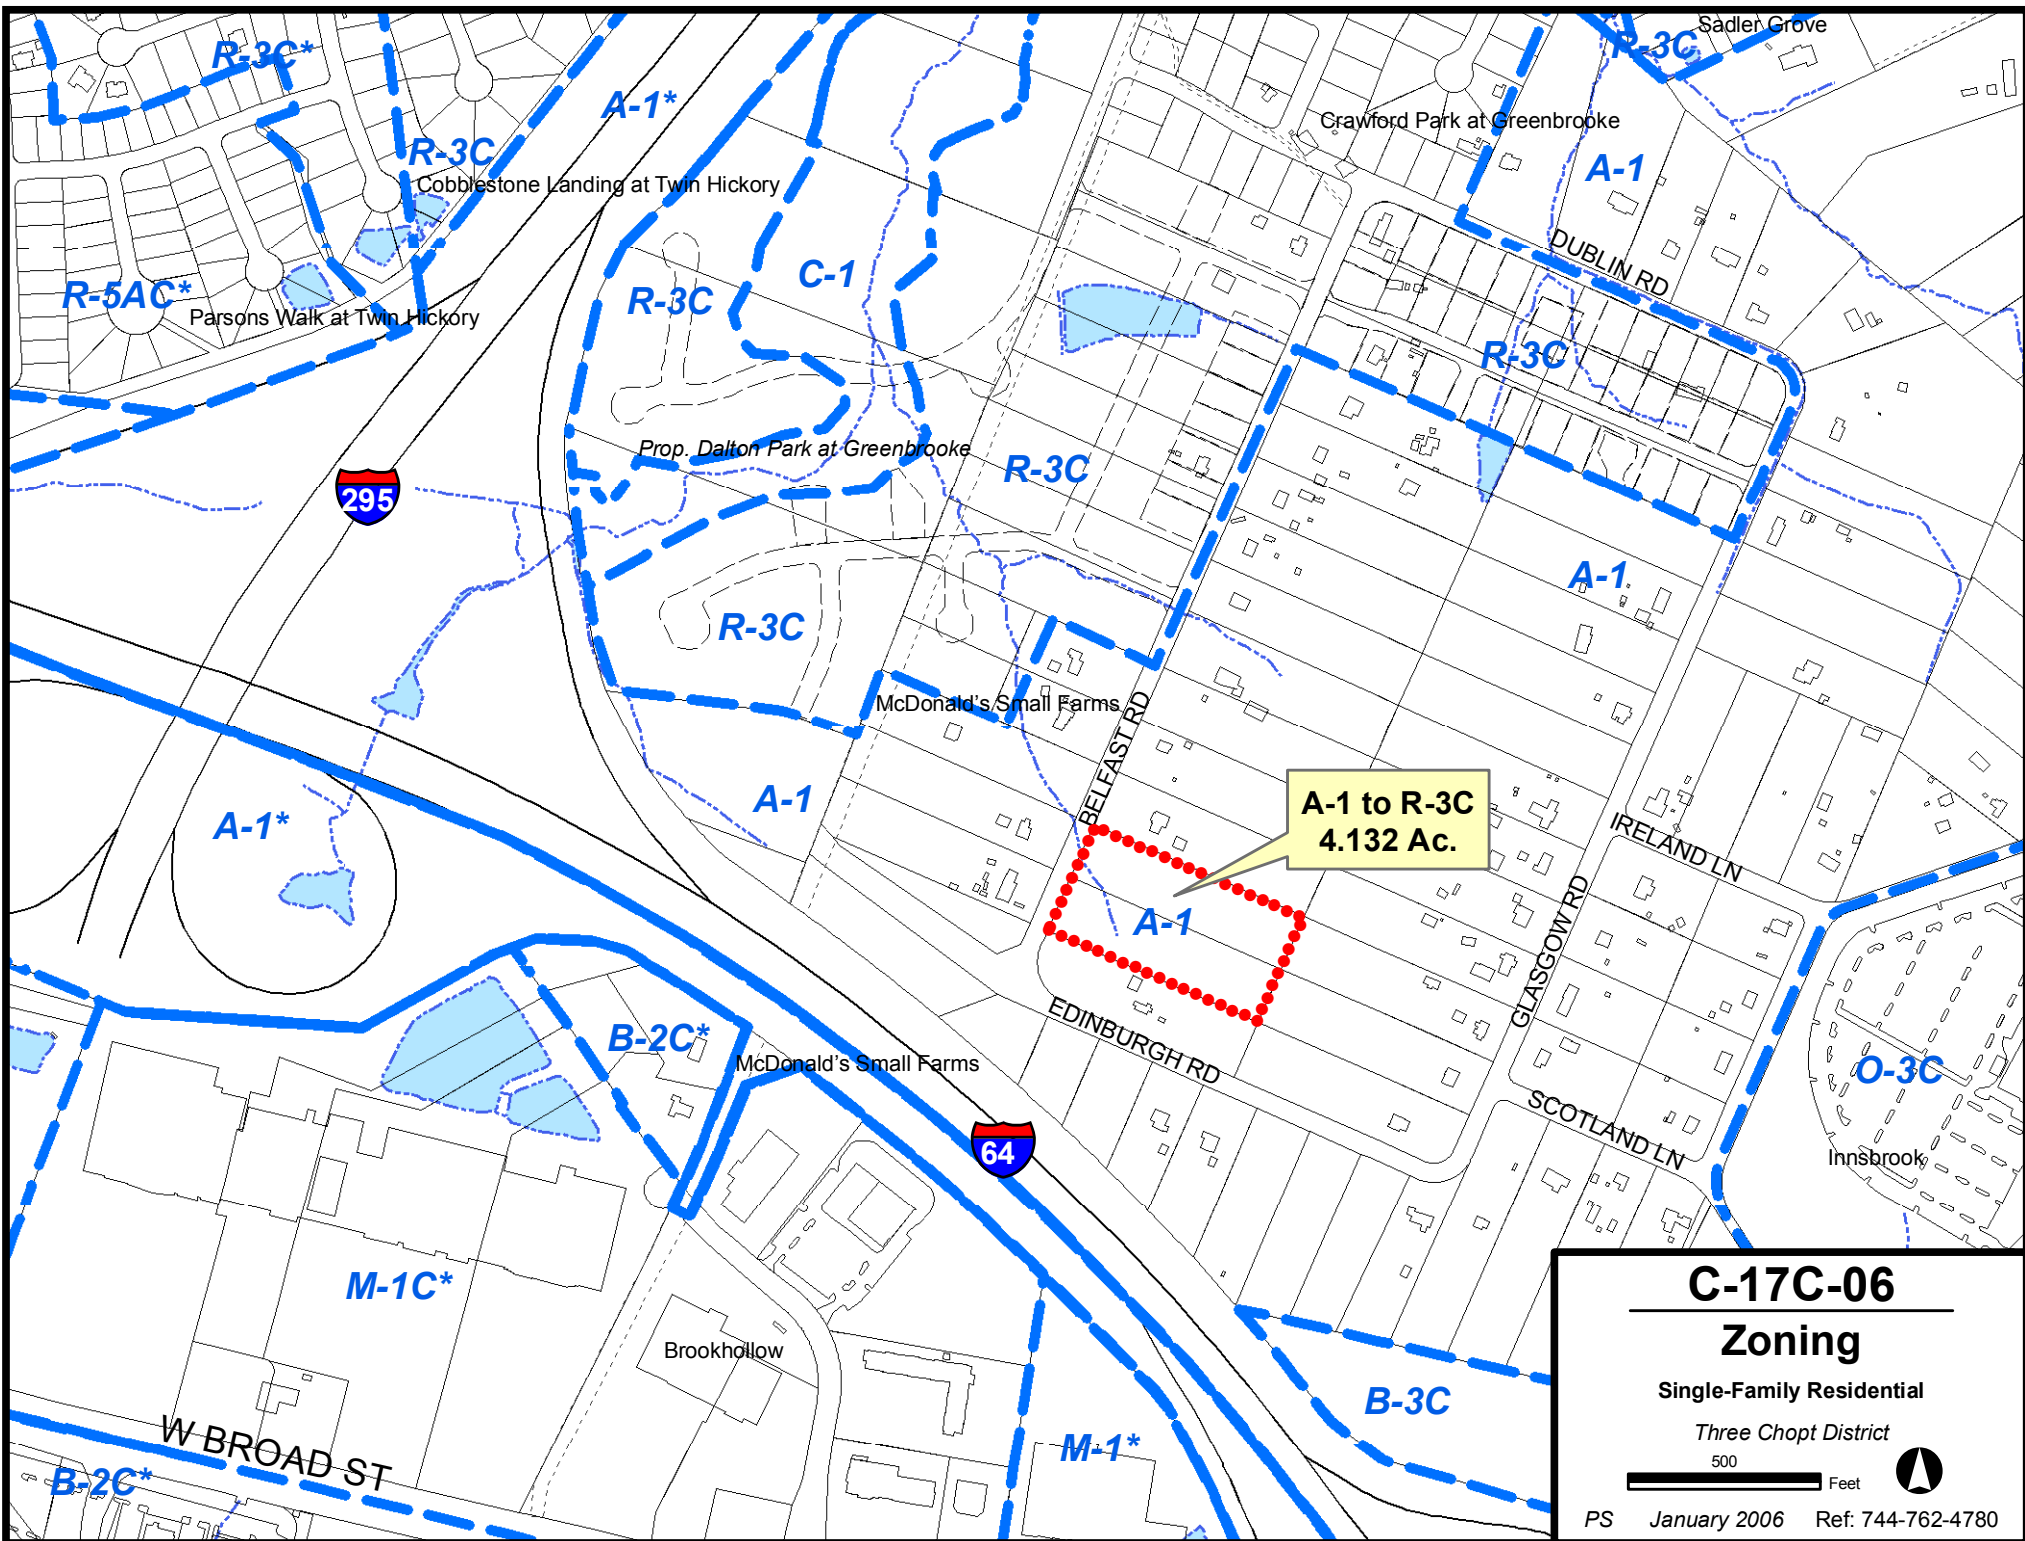 Sadler Grove
R-3C*
R-3C
A-1*
Crawford Park at Greenbrooke
R-3C
A-1
Cobblestone Landing at Twin Hickory
DUBLIN RD
C-1
R-5AC*
R-3C
Parsons Walk at Twin Hickory
R-3C
Prop. Dalton Park at Greenbrooke
R-3C
295
A-1
R-3C
McDonald's Small Farms
BELFAST RD
A-1
A-1 to R-3C
4.132 Ac.
A-1*
IRELAND LN
A-1
GLASGOW RD
EDINBURGH RD
B-2C*
McDonald's Small Farms
O-3C
SCOTLAND LN
64
Innsbrook
M-1C*
Brookhollow
B-3C
W BROAD ST
M-1*
B-2C*
C-17C-06
Zoning
Single-Family Residential
Three Chopt District
500
Feet
PS January 2006 Ref: 744-762-4780